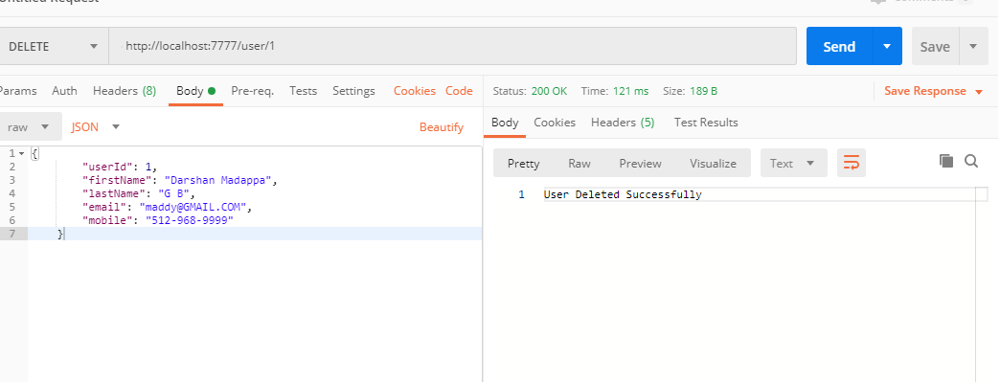 Untitled Request
Comments
DELETE http://localhost:7777/user/1 Send Save
Params Auth Headers (8) Body Pre-req. Tests Settings Cookies Code
raw JSON Beautify
1 {
2 "userId": 1,
3 "firstName": "Darshan Madappa",
4 "lastName": "G B",
5 "email": "maddy@GMAIL.COM",
6 "mobile": "512-968-9999"
7 }
Status: 200 OK Time: 121 ms Size: 189 B Save Response
Body Cookies Headers (5) Test Results
Pretty Raw Preview Visualize Text
1 User Deleted Successfully